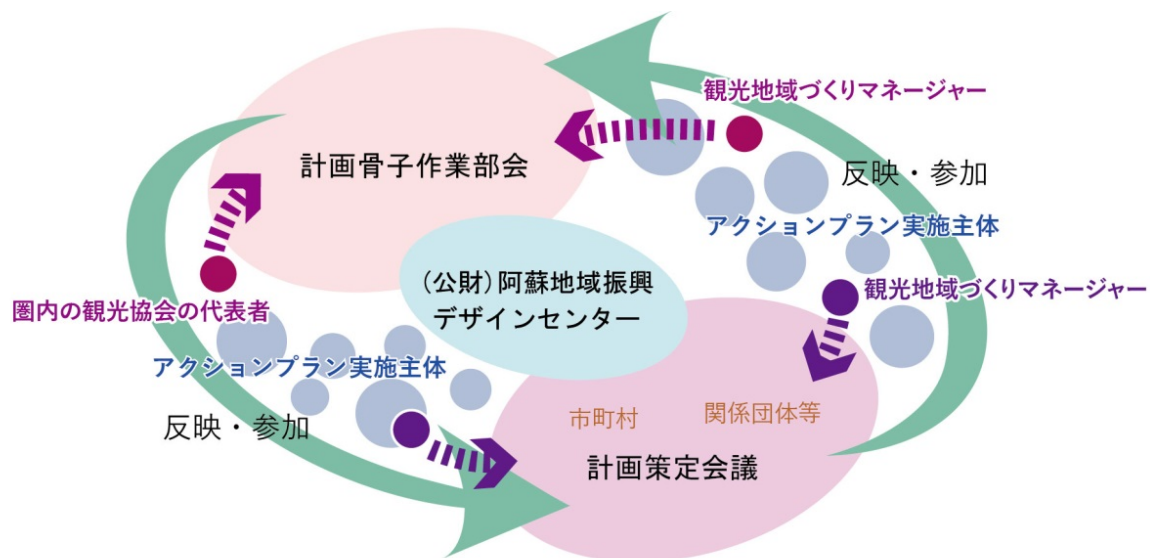 観光地域づくりマネージャー
計画骨子作業部会
反映・参加
アクションプラン実施主体
(公財)阿蘇地域振興
デザインセンター
観光地域づくりマネージャー
圏内の観光協会の代表者
アクションプラン実施主体
反映・参加
市町村
関係団体等
計画策定会議